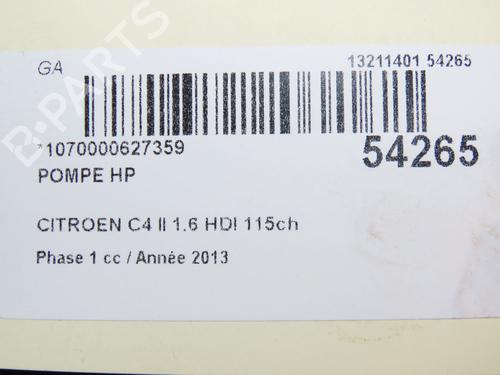 GA
13211401 54265
*1070000627359
54265
POMPE HP
CITROEN C4 II 1.6 HDI 115ch
Phase 1 cc / Année 2013
B-PARTS